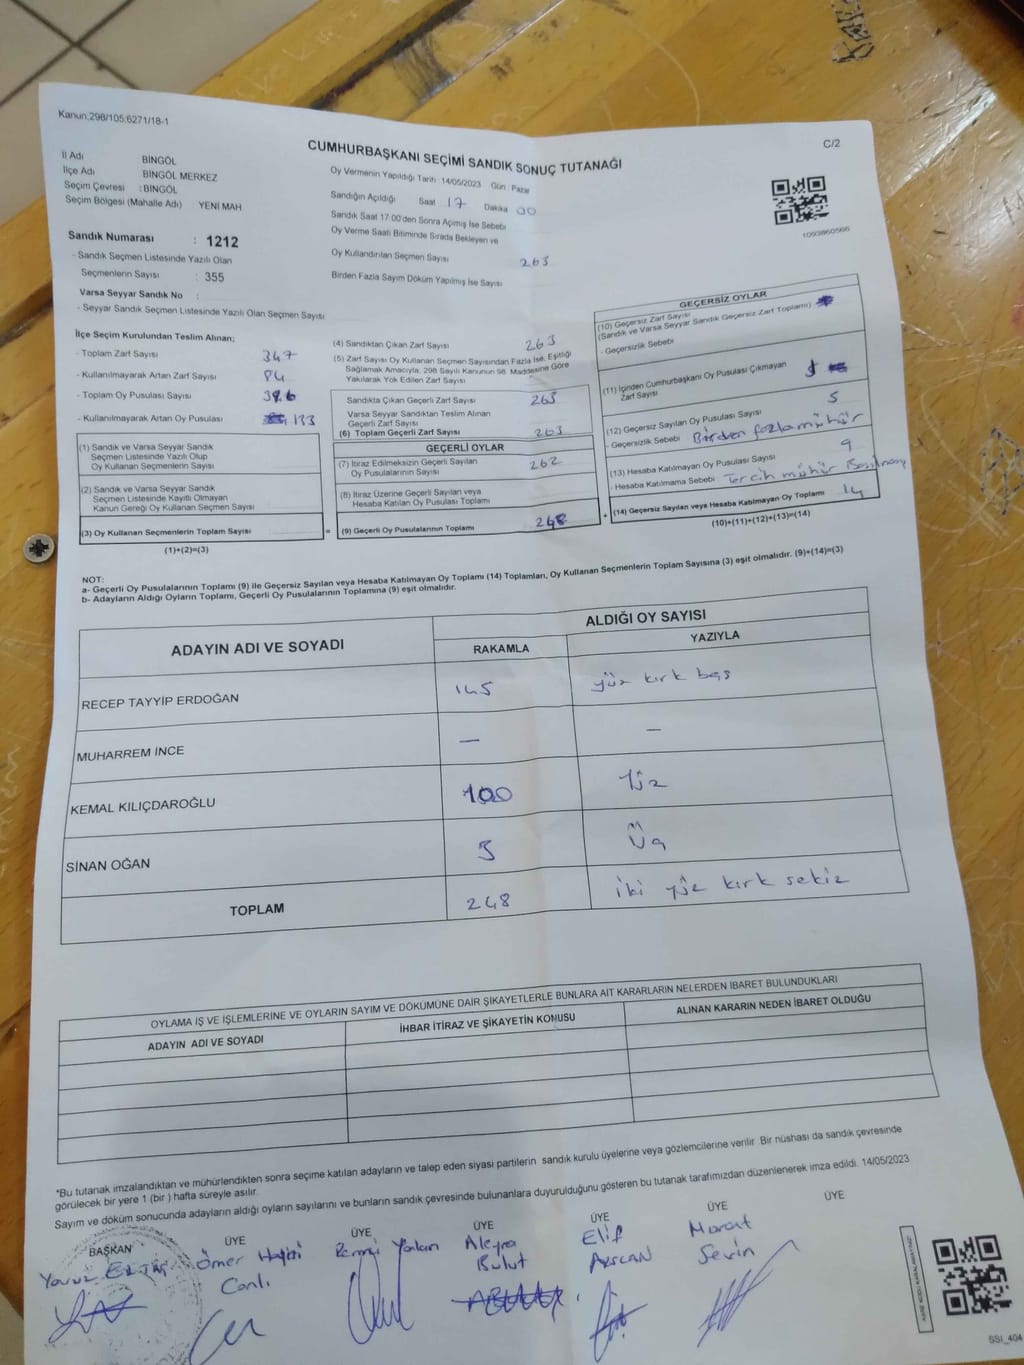 Kanun:298/105;6271/18-1
C/2
CUMHURBAŞKANI SEÇİMİ SANDIK SONUÇ TUTANAĞI
İl Adı BİNGÖL
İlçe Adı BİNGÖL MERKEZ
Seçim Çevresi : BİNGÖL
Seçim Bölgesi (Mahalle Adı) : YENİ MAH
Oy Vermenin Yapıldığı Tarih : 14/05/2023 Gün Pazar
Sandığın Açıldığı Saat 17 Dakika 00
Sandık Saat 17:00'den Sonra Açımış İse Sebebi
Oy Verme Saati Bitiminde Sırada Bekleyen ve
Oy Kullandırılan Seçmen Sayısı 263
Birden Fazla Sayım Döküm Yapılmış İse Sayısı
1093860566
Sandık Numarası : 1212
- Sandık Seçmen Listesinde Yazılı Olan
Seçmenlerin Sayısı : 355
Varsa Seyyar Sandık No :
- Seyyar Sandık Seçmen Listesinde Yazılı Olan Seçmen Sayısı
İlçe Seçim Kurulundan Teslim Alınan;
- Toplam Zarf Sayısı 347
- Kullanılmayarak Artan Zarf Sayısı 84
- Toplam Oy Pusulası Sayısı
- Kullanılmayarak Artan Oy Pusulası 133
(1) Sandık ve Varsa Seyyar Sandık
Seçmen Listesinde Yazılı Olup
Oy Kullanan Seçmenlerin Sayısı
(2) Sandık ve Varsa Seyyar Sandık
Seçmen Listesinde Kayıtlı Olmayan
Kanun Gereği Oy Kullanan Seçmen Sayısı
(3) Oy Kullanan Seçmenlerin Toplam Sayısı
(1)+(2)=(3)
=
(4) Sandıktan Çıkan Zarf Sayısı 263
(5) Zarf Sayısı Oy Kullanan Seçmen Sayısından Fazla İse, Eşitliği
Sağlamak Amacıyla, 298 Sayılı Kanunun 98. Maddesine Göre
Yakılarak Yok Edilen Zarf Sayısı
Sandıkta Çıkan Geçerli Zarf Sayısı 263
Varsa Seyyar Sandıktan Teslim Alınan
Geçerli Zarf Sayısı
(6) Toplam Geçerli Zarf Sayısı 263
GEÇERLİ OYLAR
(7) İtiraz Edilmeksizin Geçerli Sayılan 262
Oy Pusulalarının Sayısı
(8) İtiraz Üzerine Geçerli Sayılan veya
Hesaba Katılan Oy Pusulası Toplamı
(9) Geçerli Oy Pusulalarının Toplamı 248
+
GEÇERSİZ OYLAR
(10) Geçersiz Zarf Sayısı
(Sandık ve Varsa Seyyar Sandık Geçersiz Zarf Toplamı)
- Geçersizlik Sebebi
(11) İçinden Cumhurbaşkanı Oy Pusulası Çıkmayan
Zarf Sayısı
(12) Geçersiz Sayılan Oy Pusulası Sayısı 5
- Geçersizlik Sebebi Birden fazla mühür
(13) Hesaba Katılmayan Oy Pusulası Sayısı 9
- Hesaba Katılmama Sebebi Tercih mührü
(14) Geçersiz Sayılan veya Hesaba Katılmayan Oy Toplamı 14
(10)+(11)+(12)+(13)=(14)
NOT:
a- Geçerli Oy Pusulalarının Toplamı (9) ile Geçersiz Sayılan veya Hesaba Katılmayan Oy Toplamı (14) Toplamları, Oy Kullanan Seçmenlerin Toplam Sayısına (3) eşit olmalıdır. (9)+(14)=(3)
b- Adayların Aldığı Oyların Toplamı, Geçerli Oy Pusulalarının Toplamına (9) eşit olmalıdır.
ADAYIN ADI VE SOYADI
ALDIĞI OY SAYISI
RAKAMLA YAZIYLA
RECEP TAYYİP ERDOĞAN 145 yüz kırk beş
MUHARREM İNCE — —
KEMAL KILIÇDAROĞLU 100 Yüz
SİNAN OĞAN 3 Üç
TOPLAM 248 iki yüz kırk sekiz
OYLAMA İŞ VE İŞLEMLERİNE VE OYLARIN SAYIM VE DÖKÜMÜNE DAİR ŞİKAYETLERLE BUNLARA AİT KARARLARIN NELERDEN İBARET BULUNDUKLARI
ADAYIN ADI VE SOYADI
İHBAR İTİRAZ VE ŞİKAYETİN KONUSU
ALINAN KARARIN NEDEN İBARET OLDUĞU
*Bu tutanak imzalandıktan ve mühürlendikten sonra seçime katılan adayların ve talep eden siyasi partilerin sandık kurulu üyelerine veya gözlemcilerine verilir. Bir nüshası da sandık çevresinde
görülecek bir yere 1 (bir) hafta süreyle asılır.
Sayım ve döküm sonucunda adayların aldığı oyların sayılarını ve bunların sandık çevresinde bulunanlara duyurulduğunu gösteren bu tutanak tarafımızdan düzenlenerek imza edildi. 14/05/2023
BAŞKAN ÜYE ÜYE ÜYE ÜYE ÜYE ÜYE
Ömer
Canlı
Remzi Yalan
Aleyna
Bulut
Elif
Arscan
Murat
Sevin
SSI_404